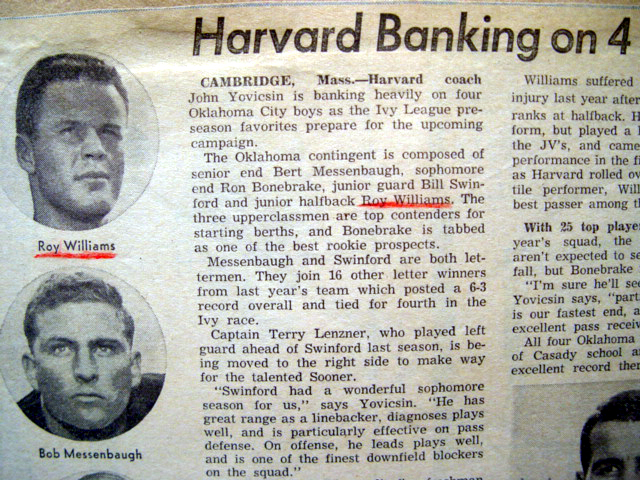 Harvard Banking on 4
CAMBRIDGE, Mass.—Harvard coach
John Yovicsin is banking heavily on four
Oklahoma City boys as the Ivy League pre-
season favorites prepare for the upcoming
campaign.
The Oklahoma contingent is composed of
senior end Bert Messenbaugh, sophomore
end Ron Bonebrake, junior guard Bill Swin-
ford and junior halfback Roy Williams. The
three upperclassmen are top contenders for
starting berths, and Bonebrake is tabbed
as one of the best rookie prospects.
Messenbaugh and Swinford are both let-
termen. They join 16 other letter winners
from last year's team which posted a 6-3
record overall and tied for fourth in the
Ivy race.
Captain Terry Lenzner, who played left
guard ahead of Swinford last season, is be-
ing moved to the right side to make way
for the talented Sooner.
"Swinford had a wonderful sophomore
season for us," says Yovicsin. "He has
great range as a linebacker, diagnoses plays
well, and is particularly effective on pass
defense. On offense, he leads plays well,
and is one of the finest downfield blockers
on the squad."
Williams suffered
injury last year after
ranks at halfback. H
form, but played a
the JV's, and came
performance in the fi
as Harvard rolled ov
tile performer, Wil
best passer among th
With 25 top player
year's squad, the
aren't expected to se
fall, but Bonebrake
"I'm sure he'll see
Yovicsin says, "part
is our fastest end, a
excellent pass receiv
All four Oklahoma
of Casady school a
excellent record ther
Roy Williams
Bob Messenbaugh